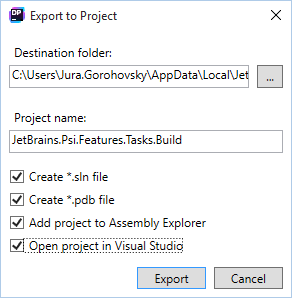 DP
Export to Project
Destination folder:
C:\Users\Jura.Gorohovsky\AppData\Local\Jet
...
Project name:
JetBrains.Psi.Features.Tasks.Build
Create *.sln file
Create *.pdb file
Add project to Assembly Explorer
Open project in Visual Studio
Export
Cancel